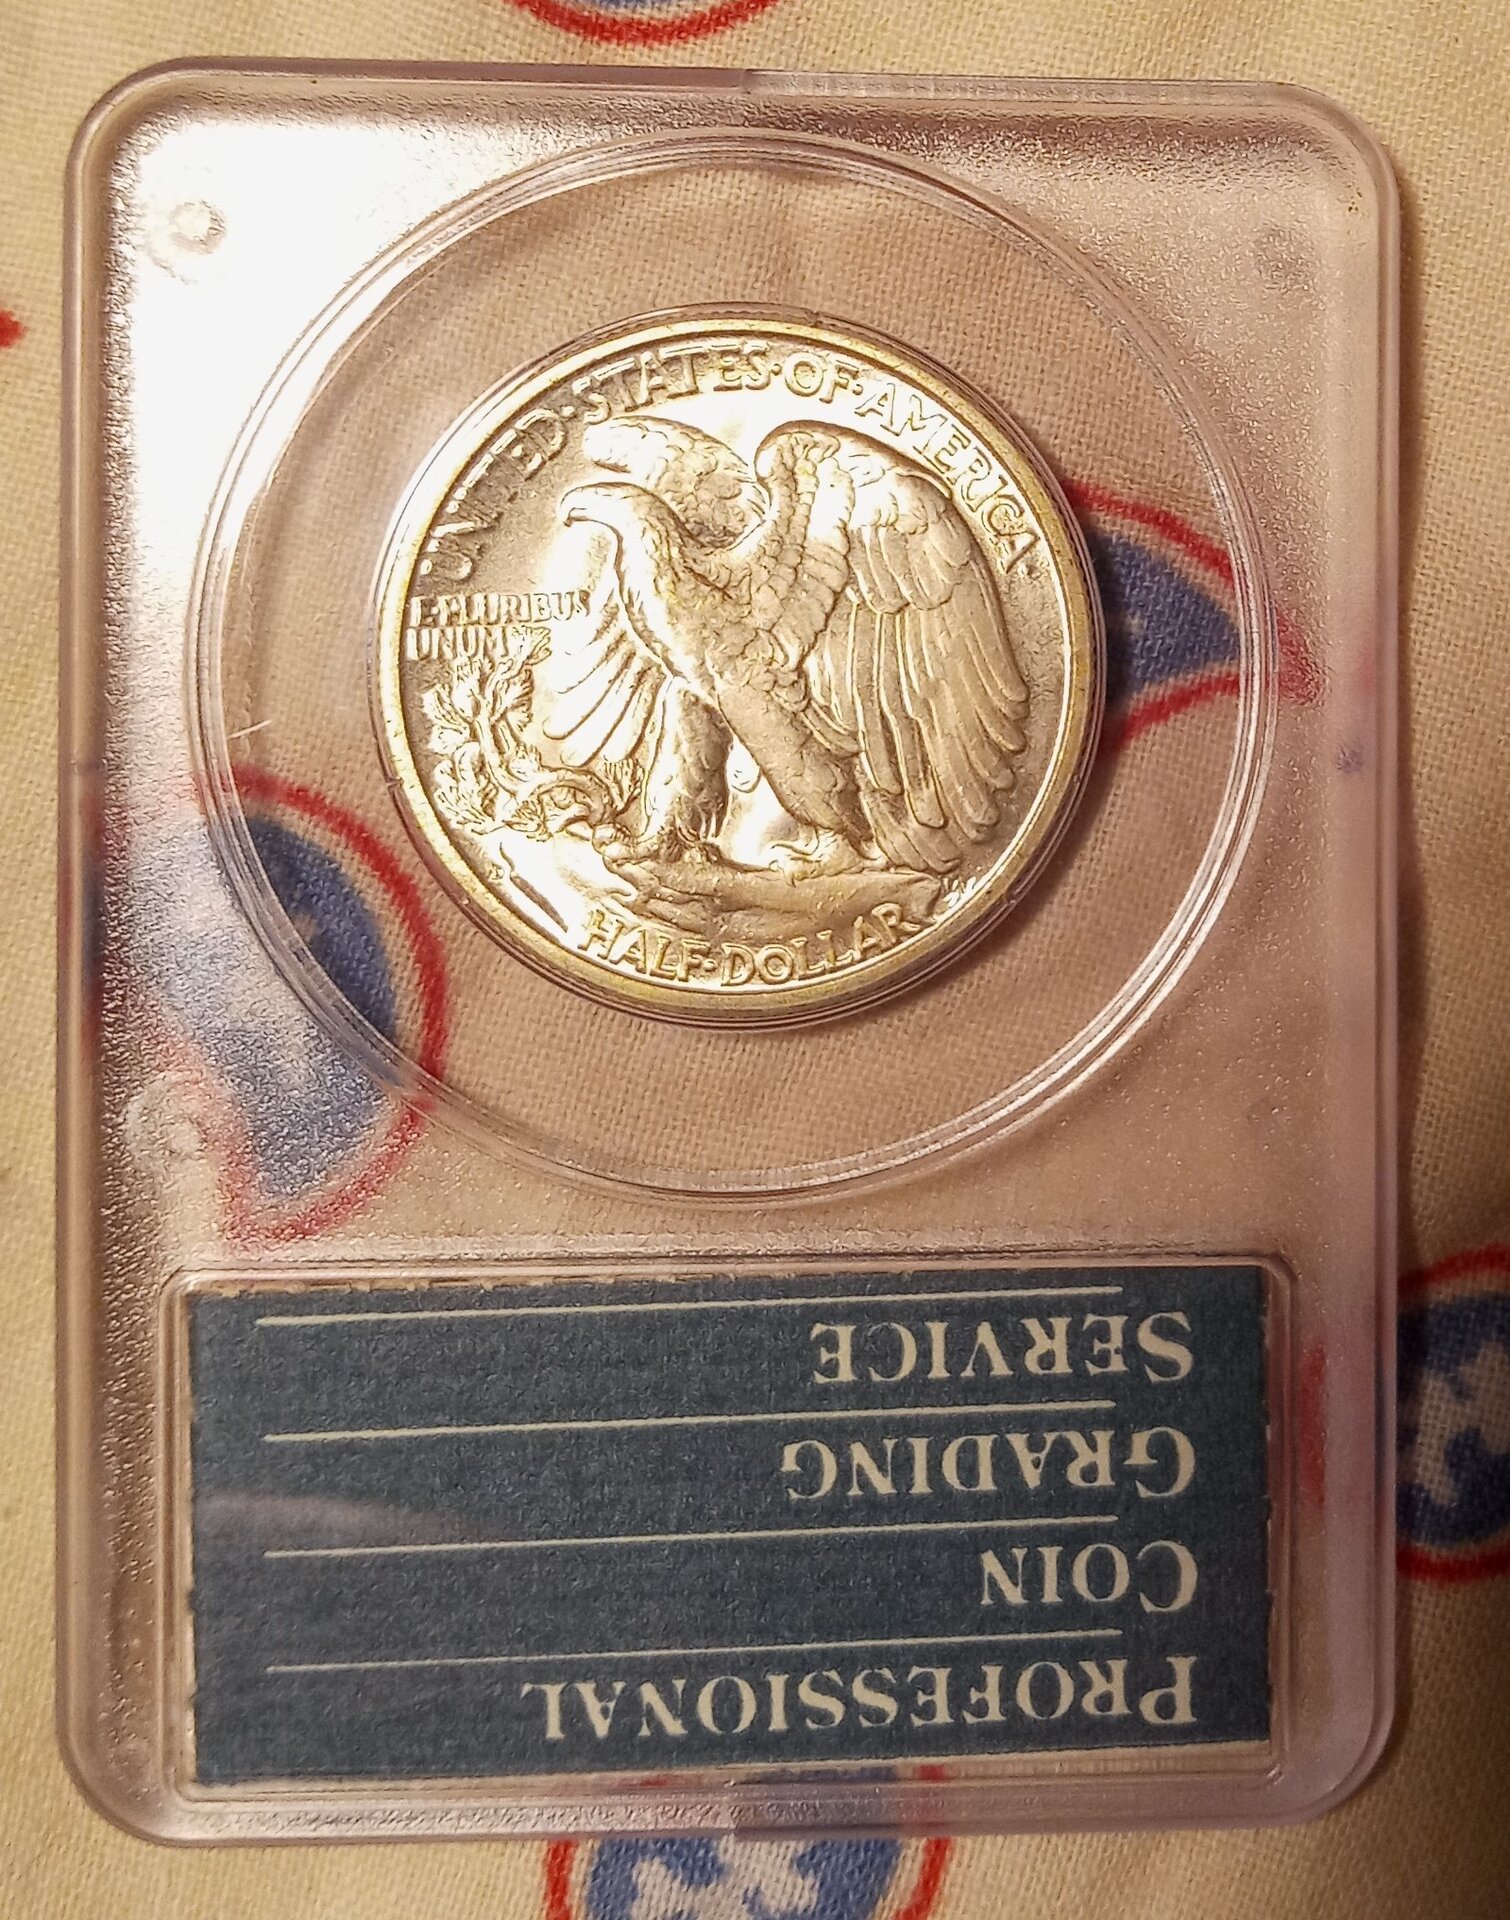 UNITED·STATES·OF·AMERICA
E·PLURIBUS
UNUM
D
HALF·DOLLAR
PROFESSIONAL
COIN
GRADING
SERVICE